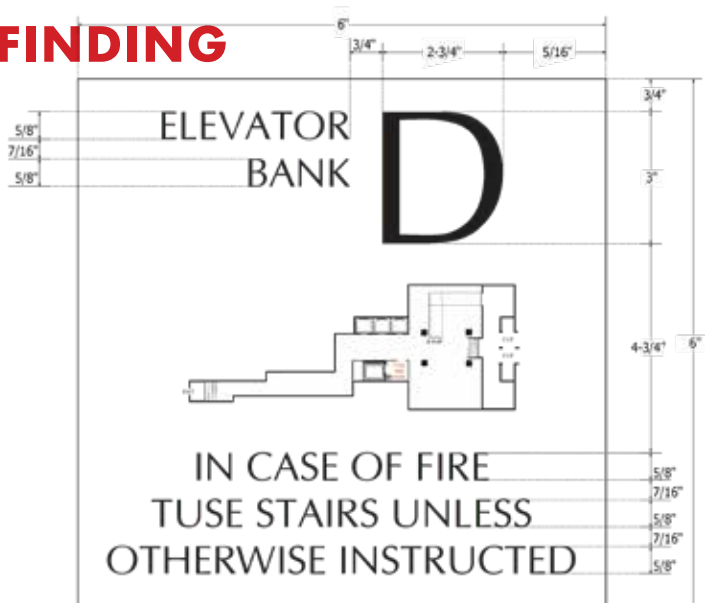 FINDING
6"
3/4" 2-3/4" 5/16"
3/4"
ELEVATOR
5/8"
7/16"
BANK
5/8"
D
3"
4-3/4" 6"
IN CASE OF FIRE
5/8"
7/16"
TUSE STAIRS UNLESS
5/8"
7/16"
OTHERWISE INSTRUCTED
5/8"